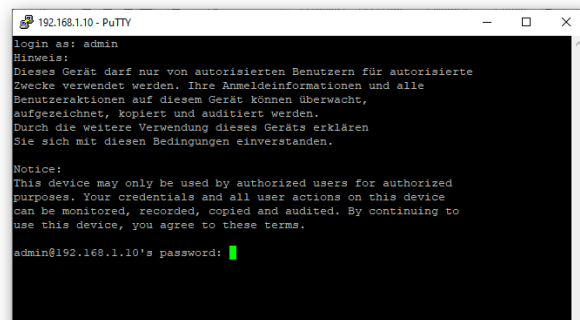 192.168.1.10 - PuTTY
login as: admin
Hinweis:
Dieses Gerät darf nur von autorisierten Benutzern für autorisierte
Zwecke verwendet werden. Ihre Anmeldeinformationen und alle
Benutzeraktionen auf diesem Gerät können überwacht,
aufgezeichnet, kopiert und auditiert werden.
Durch die weitere Verwendung dieses Geräts erklären
Sie sich mit diesen Bedingungen einverstanden.
Notice:
This device may only be used by authorized users for authorized
purposes. Your credentials and all user actions on this device
can be monitored, recorded, copied and audited. By continuing to
use this device, you agree to these terms.
admin@192.168.1.10's password: